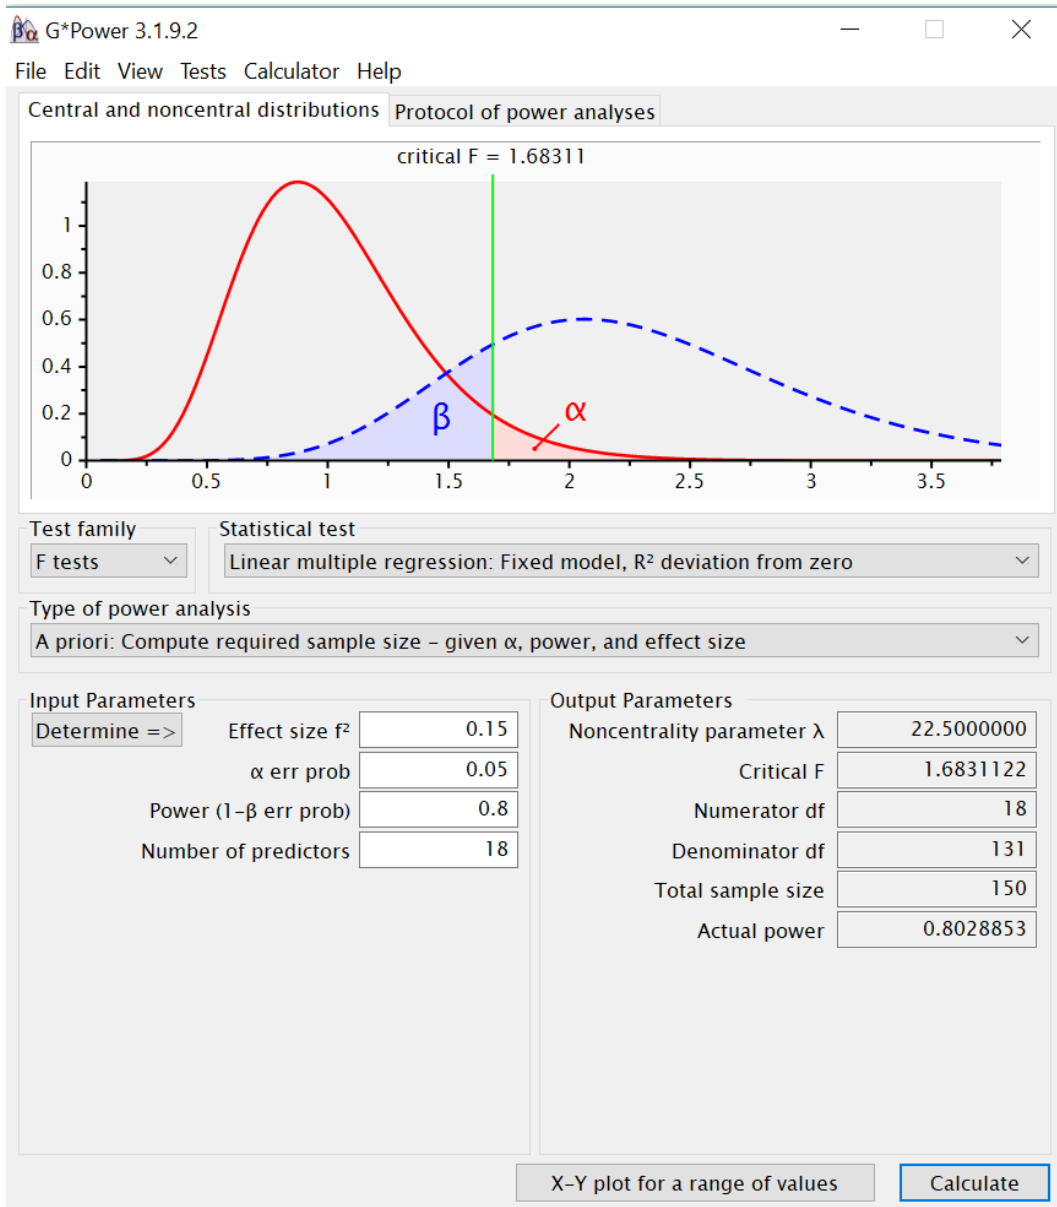 G*Power 3.1.9.2
File Edit View Tests Calculator Help
Central and noncentral distributions Protocol of power analyses
critical F = 1.68311
1
0.8
0.6
0.4
0.2
0
β
α
0 0.5 1 1.5 2 2.5 3 3.5
Test family Statistical test
F tests Linear multiple regression: Fixed model, R² deviation from zero
Type of power analysis
A priori: Compute required sample size – given α, power, and effect size
Input Parameters Output Parameters
Determine => Effect size f² 0.15 Noncentrality parameter λ 22.5000000
α err prob 0.05 Critical F 1.6831122
Power (1-β err prob) 0.8 Numerator df 18
Number of predictors 18 Denominator df 131
Total sample size 150
Actual power 0.8028853
X-Y plot for a range of values Calculate